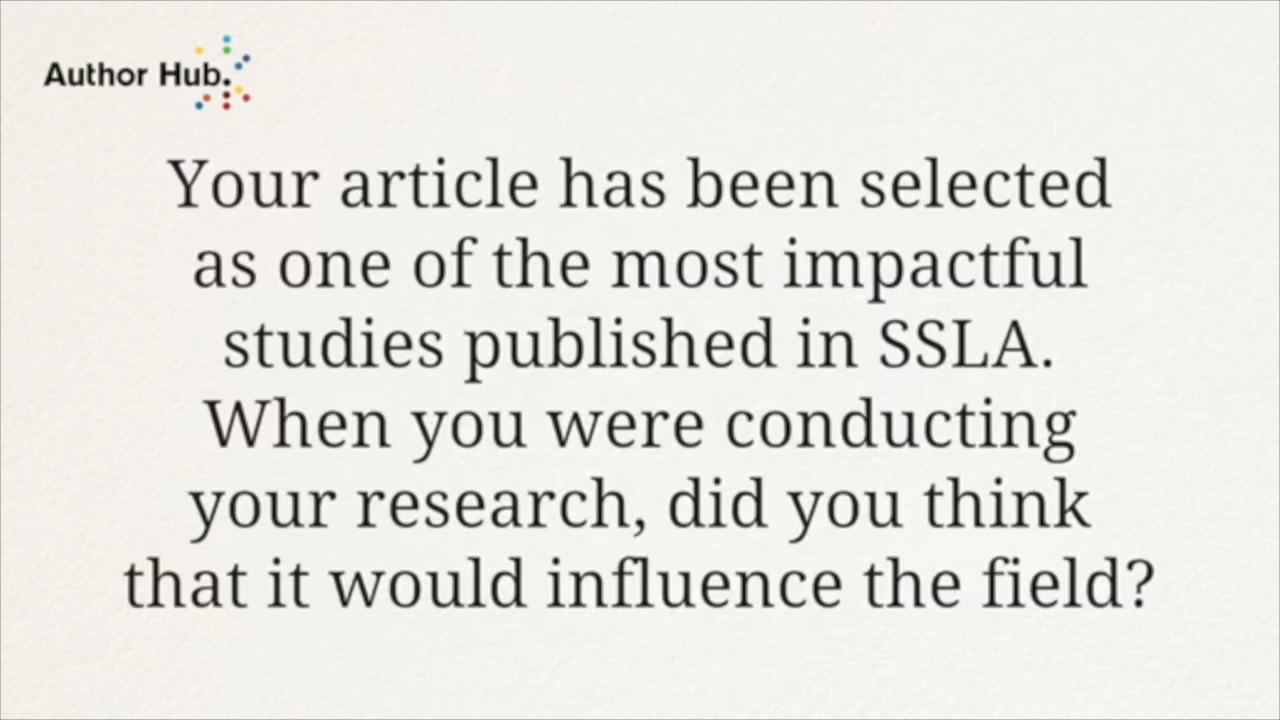 Author Hub.
Your article has been selected
as one of the most impactful
studies published in SSLA.
When you were conducting
your research, did you think
that it would influence the field?